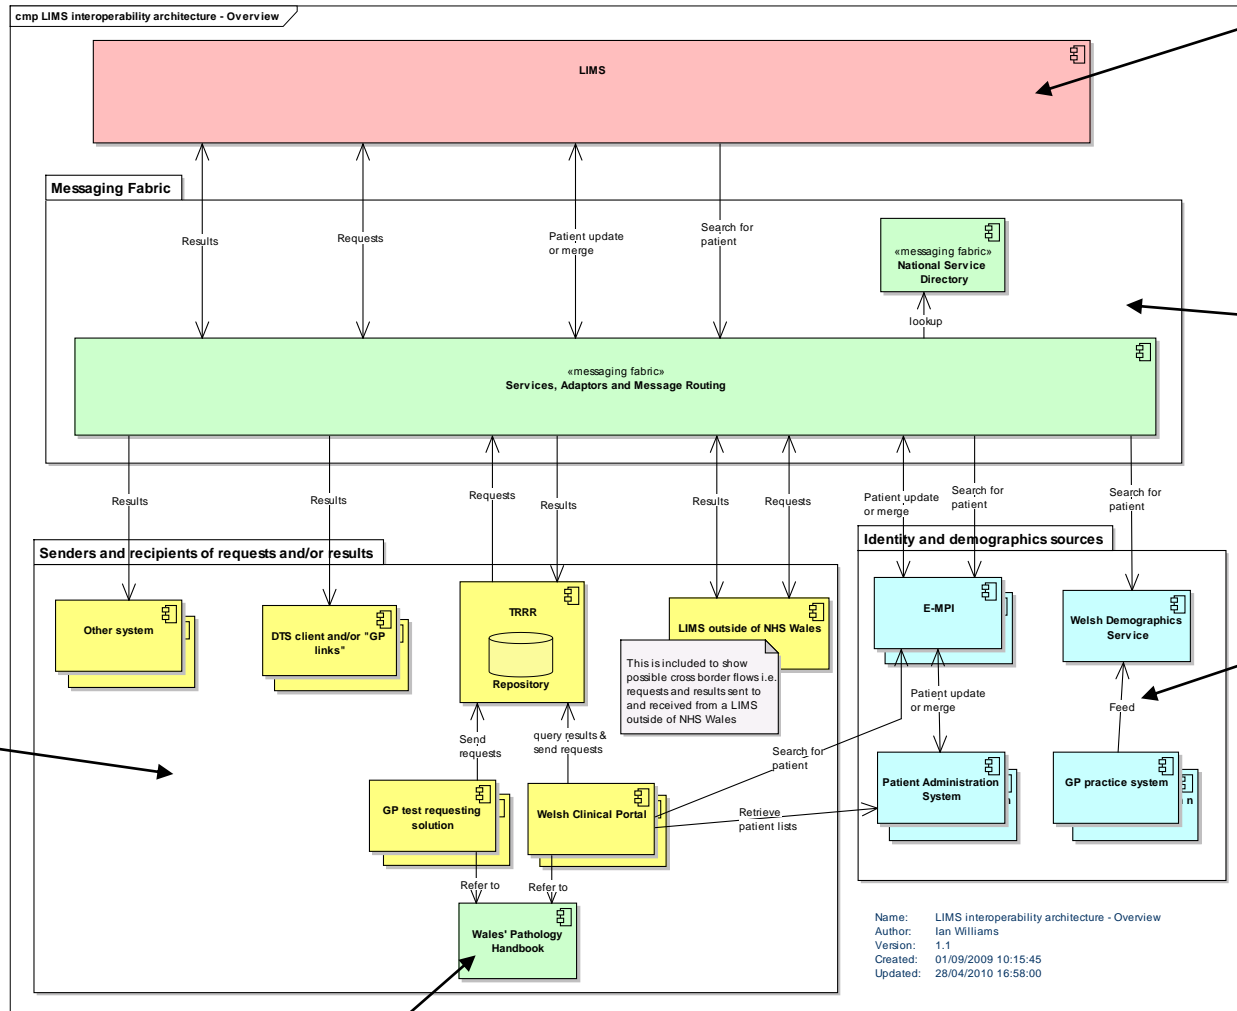 cmp LIMS interoperability architecture - Overview
LIMS
Messaging Fabric
Results
Requests
Patient update
or merge
Search for
patient
«messaging fabric»
National Service
Directory
lookup
«messaging fabric»
Services, Adaptors and Message Routing
Results
Results
Requests
Results
Results
Requests
Patient update
or merge
Search for
patient
Search for
patient
Senders and recipients of requests and/or results
Identity and demographics sources
Other system
DTS client and/or "GP
links"
TRRR
Repository
LIMS outside of NHS Wales
This is included to show
possible cross border flows i.e.
requests and results sent to
and received from a LIMS
outside of NHS Wales
E-MPI
Welsh Demographics
Service
Patient update
or merge
Feed
Send
requests
query results &
send requests
Search for
patient
Retrieve
patient lists
GP test requesting
solution
Welsh Clinical Portal
Patient Administration
System
GP practice system
n
Refer to
Refer to
Wales' Pathology
Handbook
Name: LIMS interoperability architecture - Overview
Author: Ian Williams
Version: 1.1
Created: 01/09/2009 10:15:45
Updated: 28/04/2010 16:58:00